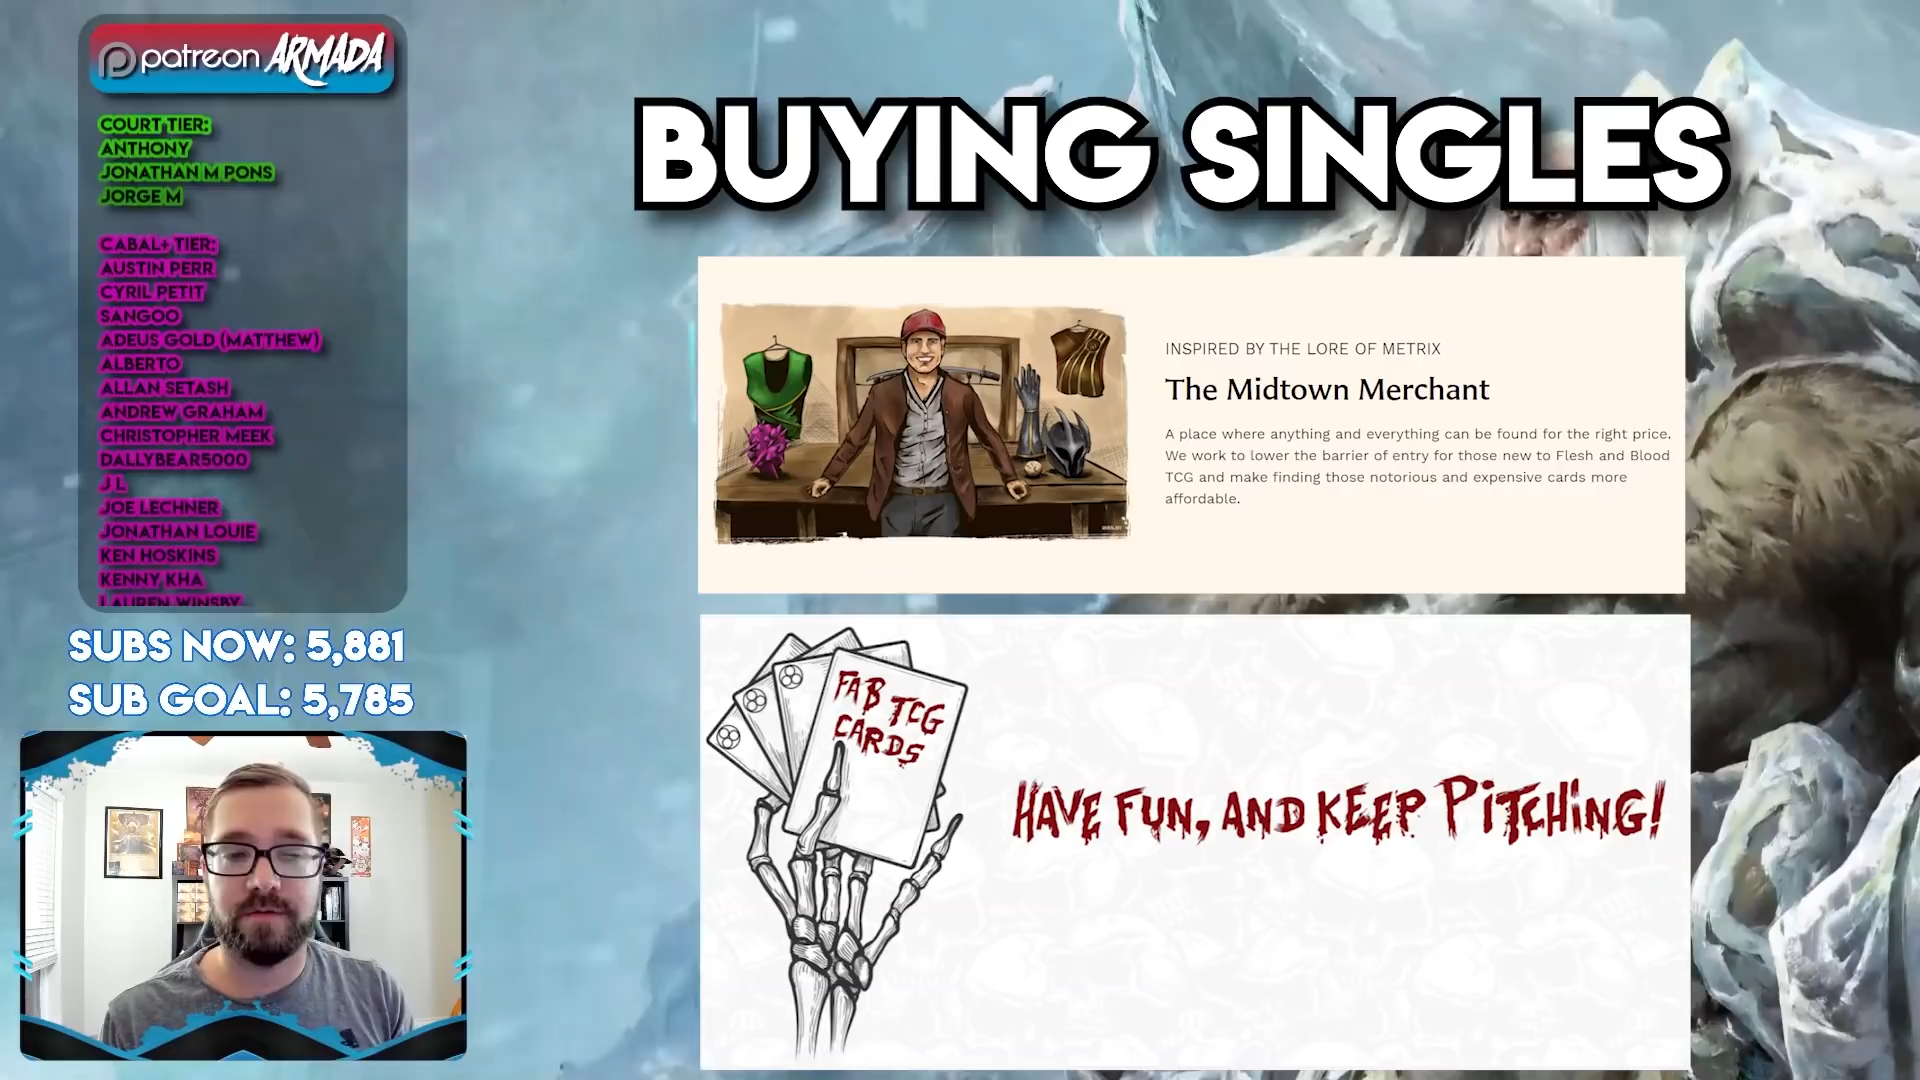 patreon ARMADA
COURT TIER:
ANTHONY
JONATHAN M PONS
JORGE M
CABAL+ TIER:
AUSTIN PERR
CYRIL PETIT
SANGOO
ADEUS GOLD (MATTHEW)
ALBERTO
ALLAN SETASH
ANDREW GRAHAM
CHRISTOPHER MEEK
DALLYBEAR5000
J L
JOE LECHNER
JONATHAN LOUIE
KEN HOSKINS
KENNY KHA
LAUREN WINSBY
SUBS NOW: 5,881
SUB GOAL: 5,785
BUYING SINGLES
INSPIRED BY THE LORE OF METRIX
The Midtown Merchant
A place where anything and everything can be found for the right price.
We work to lower the barrier of entry for those new to Flesh and Blood
TCG and make finding those notorious and expensive cards more
affordable.
FAB TCG
CARDS
HAVE FUN, AND KEEP PITCHING!